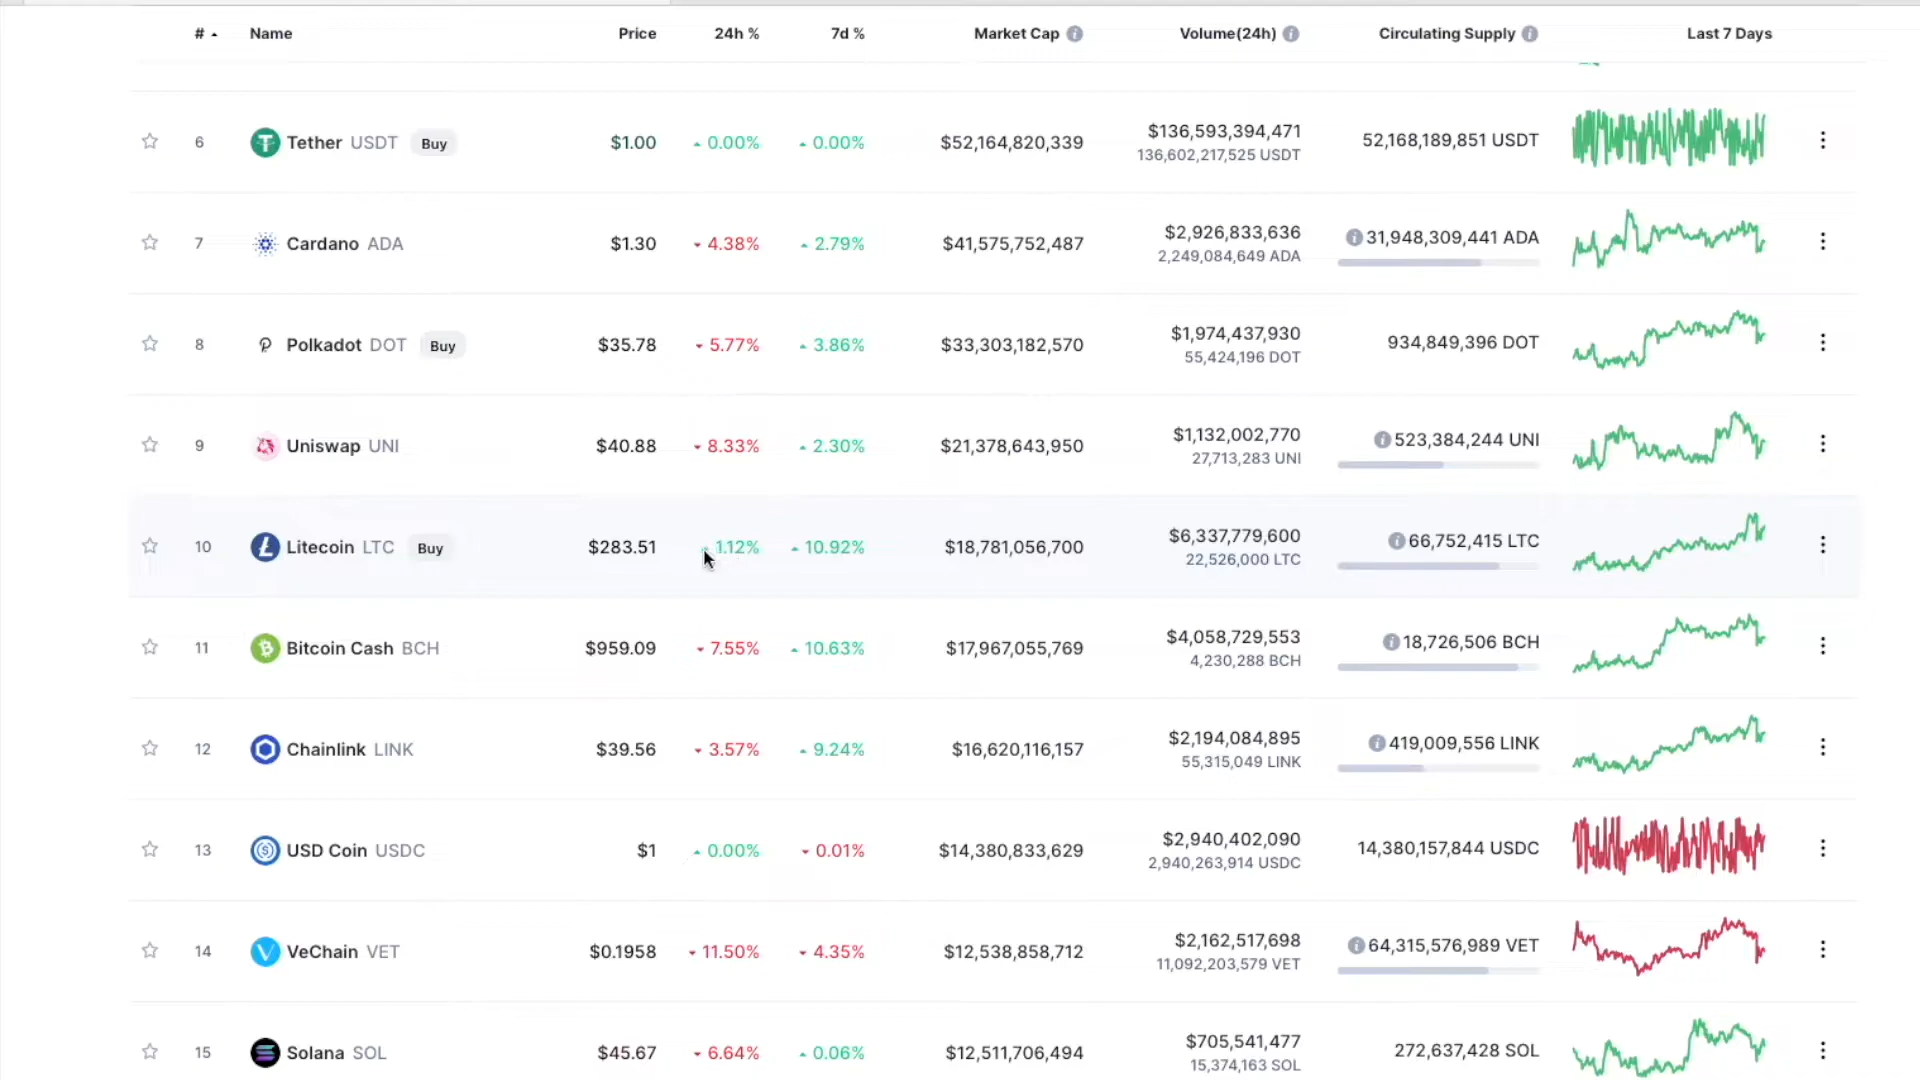 # Name Price 24h % 7d % Market Cap Volume(24h) Circulating Supply Last 7 Days
6 Tether USDT Buy $1.00 0.00% 0.00% $52,164,820,339 $136,593,394,471 52,168,189,851 USDT
136,602,217,525 USDT
7 Cardano ADA $1.30 4.38% 2.79% $41,575,752,487 $2,926,833,636 31,948,309,441 ADA
2,249,084,649 ADA
8 Polkadot DOT Buy $35.78 5.77% 3.86% $33,303,182,570 $1,974,437,930 934,849,396 DOT
55,424,196 DOT
9 Uniswap UNI $40.88 8.33% 2.30% $21,378,643,950 $1,132,002,770 523,384,244 UNI
27,713,283 UNI
10 Litecoin LTC Buy $283.51 1.12% 10.92% $18,781,056,700 $6,337,779,600 66,752,415 LTC
22,526,000 LTC
11 Bitcoin Cash BCH $959.09 7.55% 10.63% $17,967,055,769 $4,058,729,553 18,726,506 BCH
4,230,288 BCH
12 Chainlink LINK $39.56 3.57% 9.24% $16,620,116,157 $2,194,084,895 419,009,556 LINK
55,315,049 LINK
13 USD Coin USDC $1 0.00% 0.01% $14,380,833,629 $2,940,402,090 14,380,157,844 USDC
2,940,263,914 USDC
14 VeChain VET $0.1958 11.50% 4.35% $12,538,858,712 $2,162,517,698 64,315,576,989 VET
11,092,203,579 VET
15 Solana SOL $45.67 6.64% 0.06% $12,511,706,494 $705,541,477 272,637,428 SOL
15,374,163 SOL